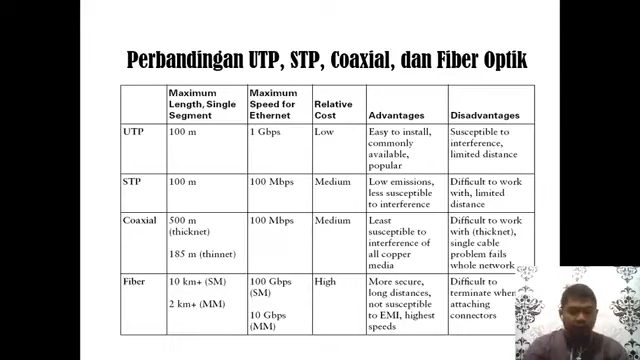 Perbandingan UTP, STP, Coaxial, dan Fiber Optik
Maximum Length, Single Segment
Maximum Speed for Ethernet
Relative Cost
Advantages
Disadvantages
UTP
100 m
1 Gbps
Low
Easy to install,
commonly
available,
popular
Susceptible to
interference,
limited distance
STP
100 m
100 Mbps
Medium
Low emissions,
less susceptible
to interference
Difficult to work
with, limited
distance
Coaxial
500 m
(thicknet)
185 m (thinnet)
100 Mbps
Medium
Least
susceptible to
interference of
all copper
media
Difficult to work
with (thicknet),
single cable
problem fails
whole network
Fiber
10 km+ (SM)
2 km+ (MM)
100 Gbps
(SM)
10 Gbps
(MM)
High
More secure,
long distances,
not susceptible
to EMI, highest
speeds
Difficult to
terminate when
attaching
connectors